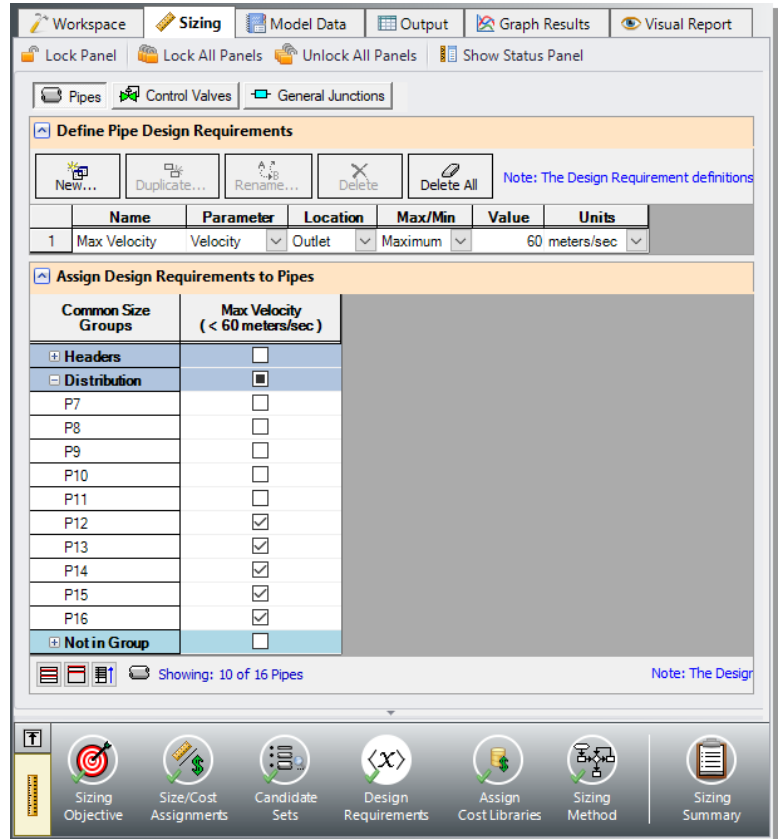 Workspace Sizing Model Data Output Graph Results Visual Report
Lock Panel Lock All Panels Unlock All Panels Show Status Panel
Pipes Control Valves General Junctions
Define Pipe Design Requirements
New... Duplicate... Rename... Delete Delete All Note: The Design Requirement definitions
Name Parameter Location Max/Min Value Units
1 Max Velocity Velocity Outlet Maximum 60 meters/sec
Assign Design Requirements to Pipes
Common Size Groups Max Velocity ( < 60 meters/sec )
Headers
Distribution
P7
P8
P9
P10
P11
P12
P13
P14
P15
P16
Not in Group
Showing: 10 of 16 Pipes Note: The Design
Sizing Objective Size/Cost Assignments Candidate Sets Design Requirements Assign Cost Libraries Sizing Method Sizing Summary